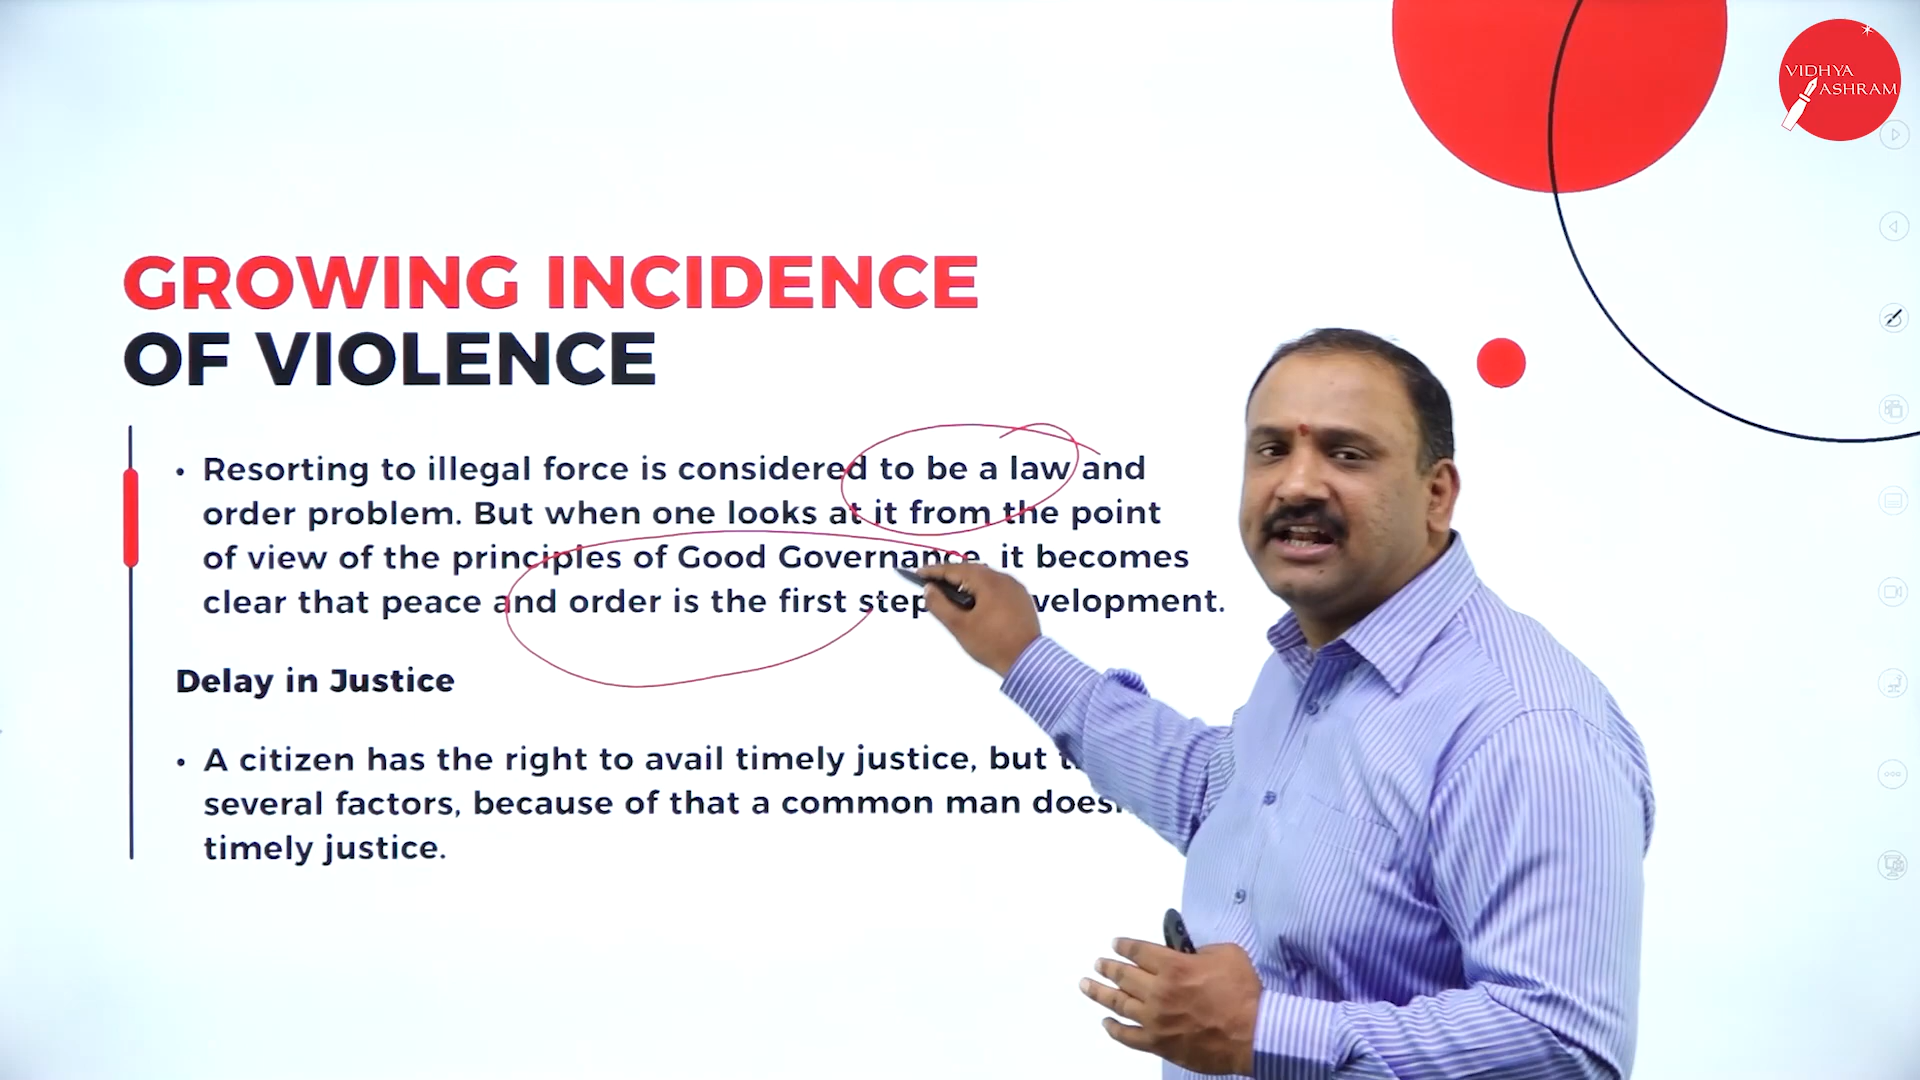 VIDHYA
ASHRAM
GROWING INCIDENCE
OF VIOLENCE
• Resorting to illegal force is considered to be a law and
order problem. But when one looks at it from the point
of view of the principles of Good Governance, it becomes
clear that peace and order is the first step velopment.
Delay in Justice
• A citizen has the right to avail timely justice, but
several factors, because of that a common man does
timely justice.